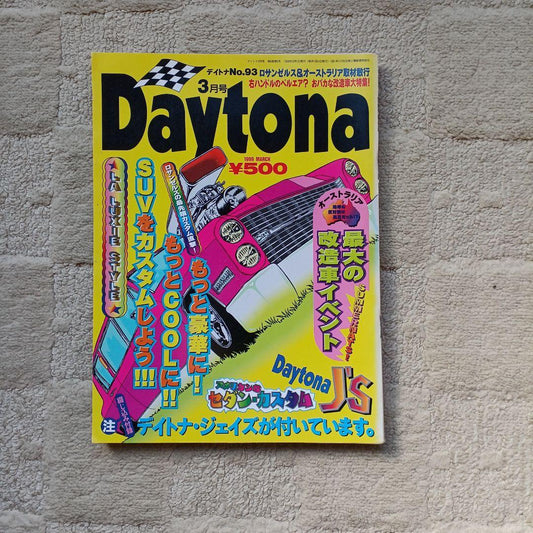 デイトナNo.93 ロサンゼルス&オーストラリア取材敢行
3月号
右ハンドルのベルエア? おバカな改造車大特集!
Daytona
1999 MARCH
¥500
LA LUXIE STYLE
SUVをカスタムしよう!!!
もっとCOOLに!!
もっと豪華に!
オーストラリア
最大の
改造車イベント
SUMMERNATS
セダン・カスタム
Daytona J'S
注
デイトナ・ジェイズが付いています。